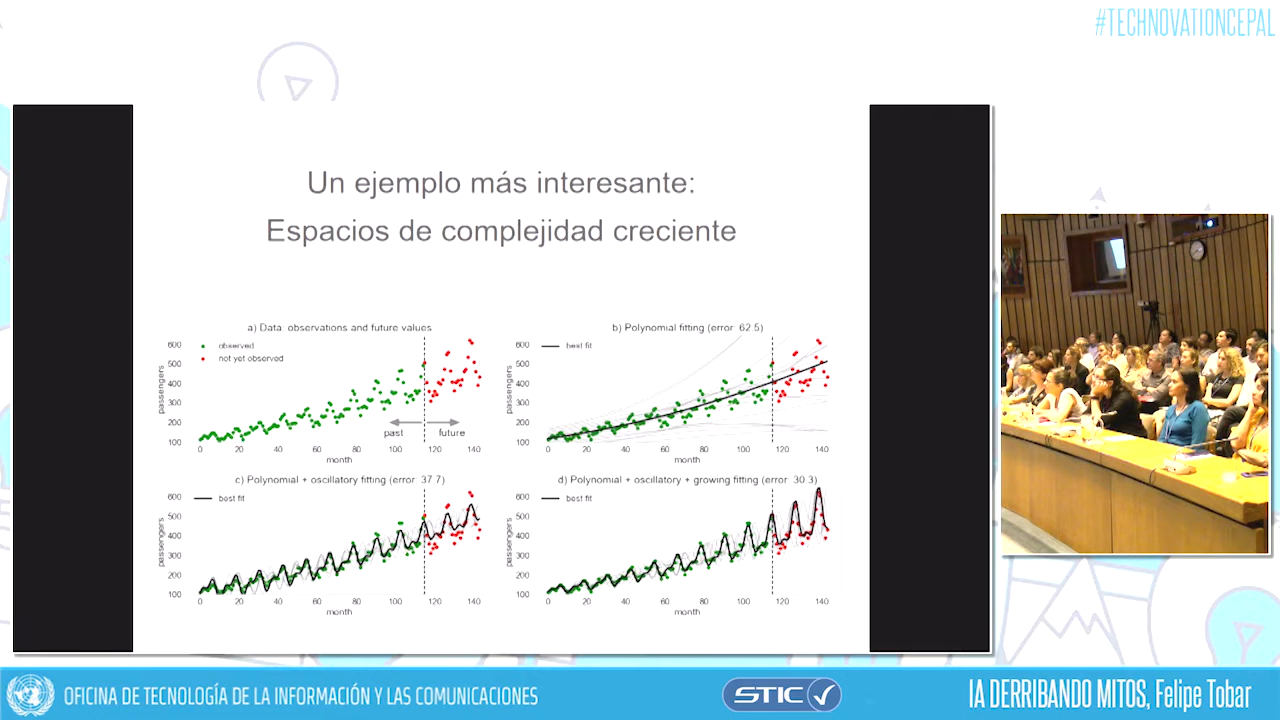 #TECHNOVATIONCEPAL
Un ejemplo más interesante:
Espacios de complejidad creciente
a) Data: observations and future values
observed
not yet observed
passengers
600
500
400
300
200
100
past
future
0 20 40 60 80 100 120 140
month
b) Polynomial fitting (error: 62.5)
best fit
passengers
600
500
400
300
200
100
0 20 40 60 80 100 120 140
month
c) Polynomial + oscillatory fitting (error: 37.7)
best fit
passengers
600
500
400
300
200
100
0 20 40 60 80 100 120 140
month
d) Polynomial + oscillatory + growing fitting (error: 30.3)
best fit
passengers
600
500
400
300
200
100
0 20 40 60 80 100 120 140
month
OFICINA DE TECNOLOGÍA DE LA INFORMACIÓN Y LAS COMUNICACIONES
STIC
IA DERRIBANDO MITOS, Felipe Tobar